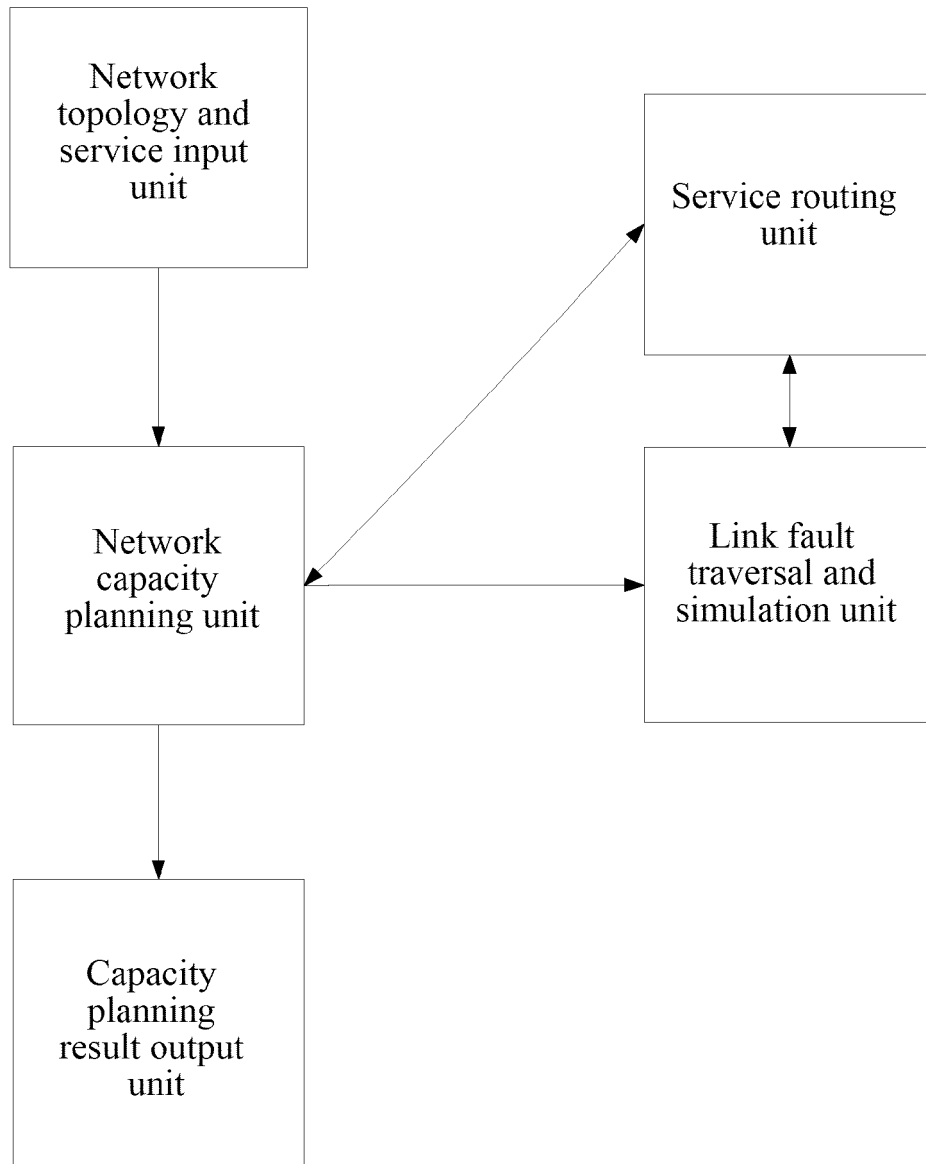 Network
topology and
service input
unit
Service routing
unit
Network
capacity
planning unit
Link fault
traversal and
simulation unit
Capacity
planning
result output
unit